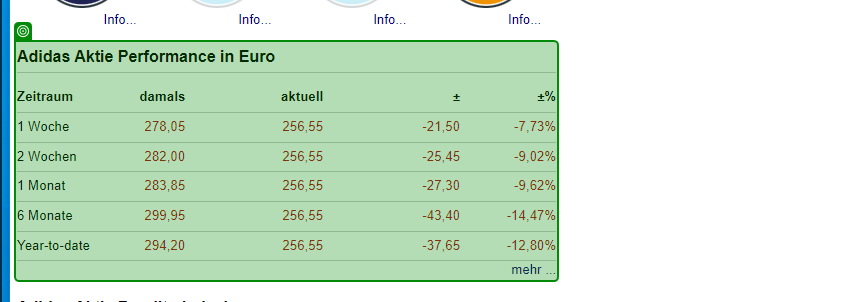 Info... Info... Info... Info...
Adidas Aktie Performance in Euro
Zeitraum damals aktuell ± ±%
1 Woche 278,05 256,55 -21,50 -7,73%
2 Wochen 282,00 256,55 -25,45 -9,02%
1 Monat 283,85 256,55 -27,30 -9,62%
6 Monate 299,95 256,55 -43,40 -14,47%
Year-to-date 294,20 256,55 -37,65 -12,80%
mehr ...